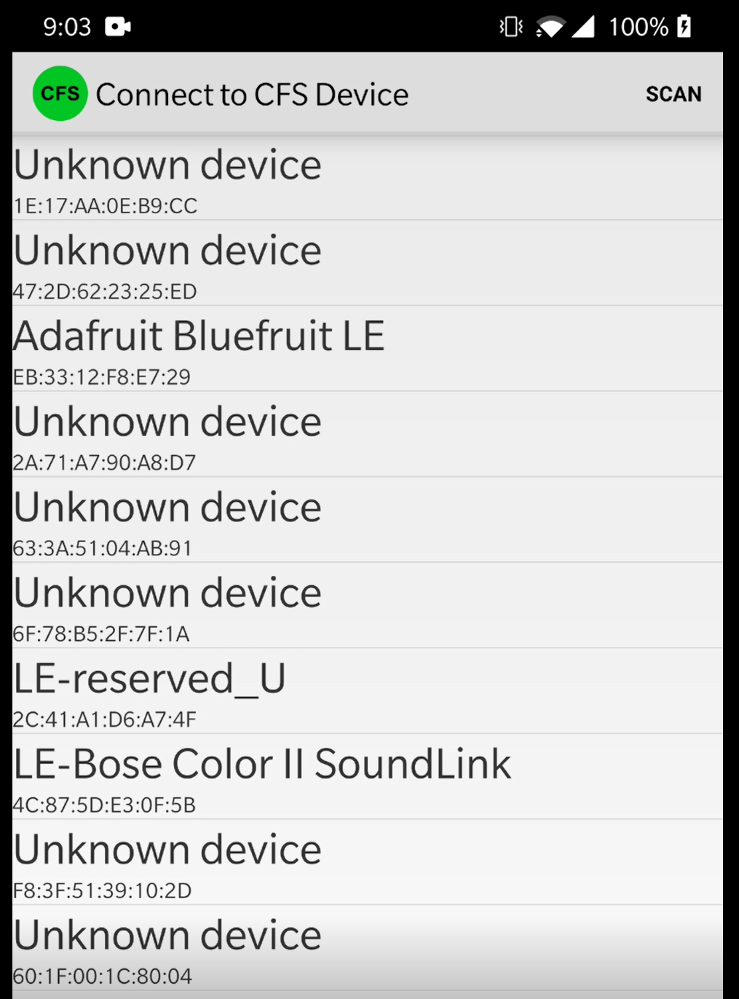 9:03 100%
CFS Connect to CFS Device SCAN
Unknown device
1E:17:AA:0E:B9:CC
Unknown device
47:2D:62:23:25:ED
Adafruit Bluefruit LE
EB:33:12:F8:E7:29
Unknown device
2A:71:A7:90:A8:D7
Unknown device
63:3A:51:04:AB:91
Unknown device
6F:78:B5:2F:7F:1A
LE-reserved_U
2C:41:A1:D6:A7:4F
LE-Bose Color II SoundLink
4C:87:5D:E3:0F:5B
Unknown device
F8:3F:51:39:10:2D
Unknown device
60:1F:00:1C:80:04